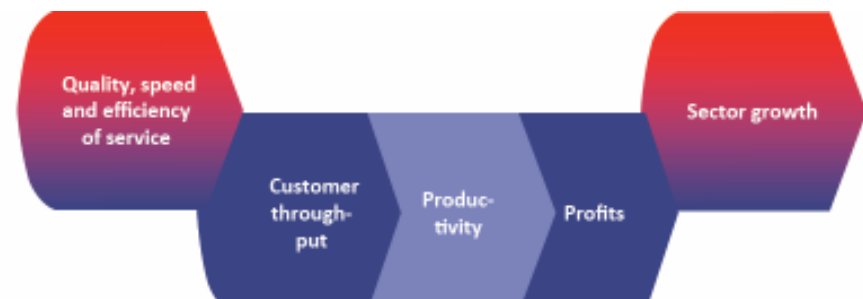 Quality, speed
and efficiency
of service
Customer
through-
put
Produc-
tivity
Profits
Sector growth